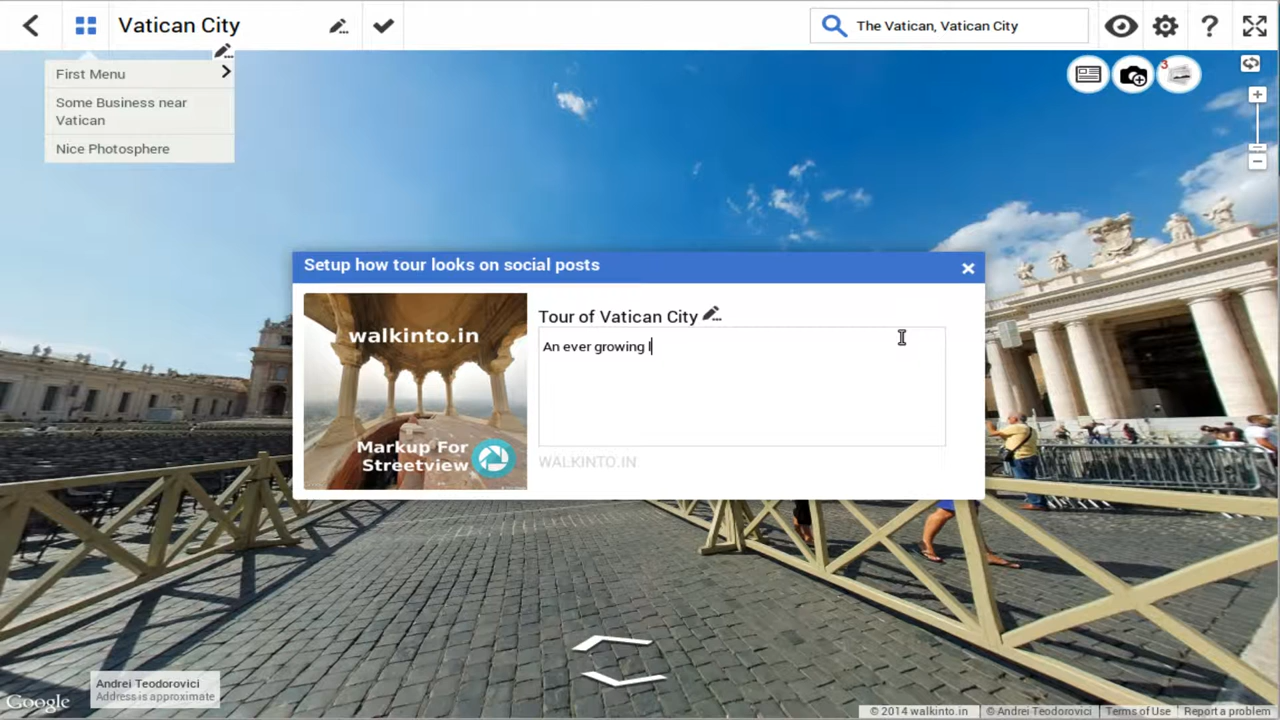 Vatican City
The Vatican, Vatican City
?
First Menu
Some Business near
Vatican
Nice Photosphere
3
Setup how tour looks on social posts
walkinto.in
Markup For
Streetview
Tour of Vatican City
An ever growing l
WALKINTO.IN
Andrei Teodorovici
Address is approximate
Google
© 2014 walkinto.in
© Andrei Teodorovici
Terms of Use
Report a problem